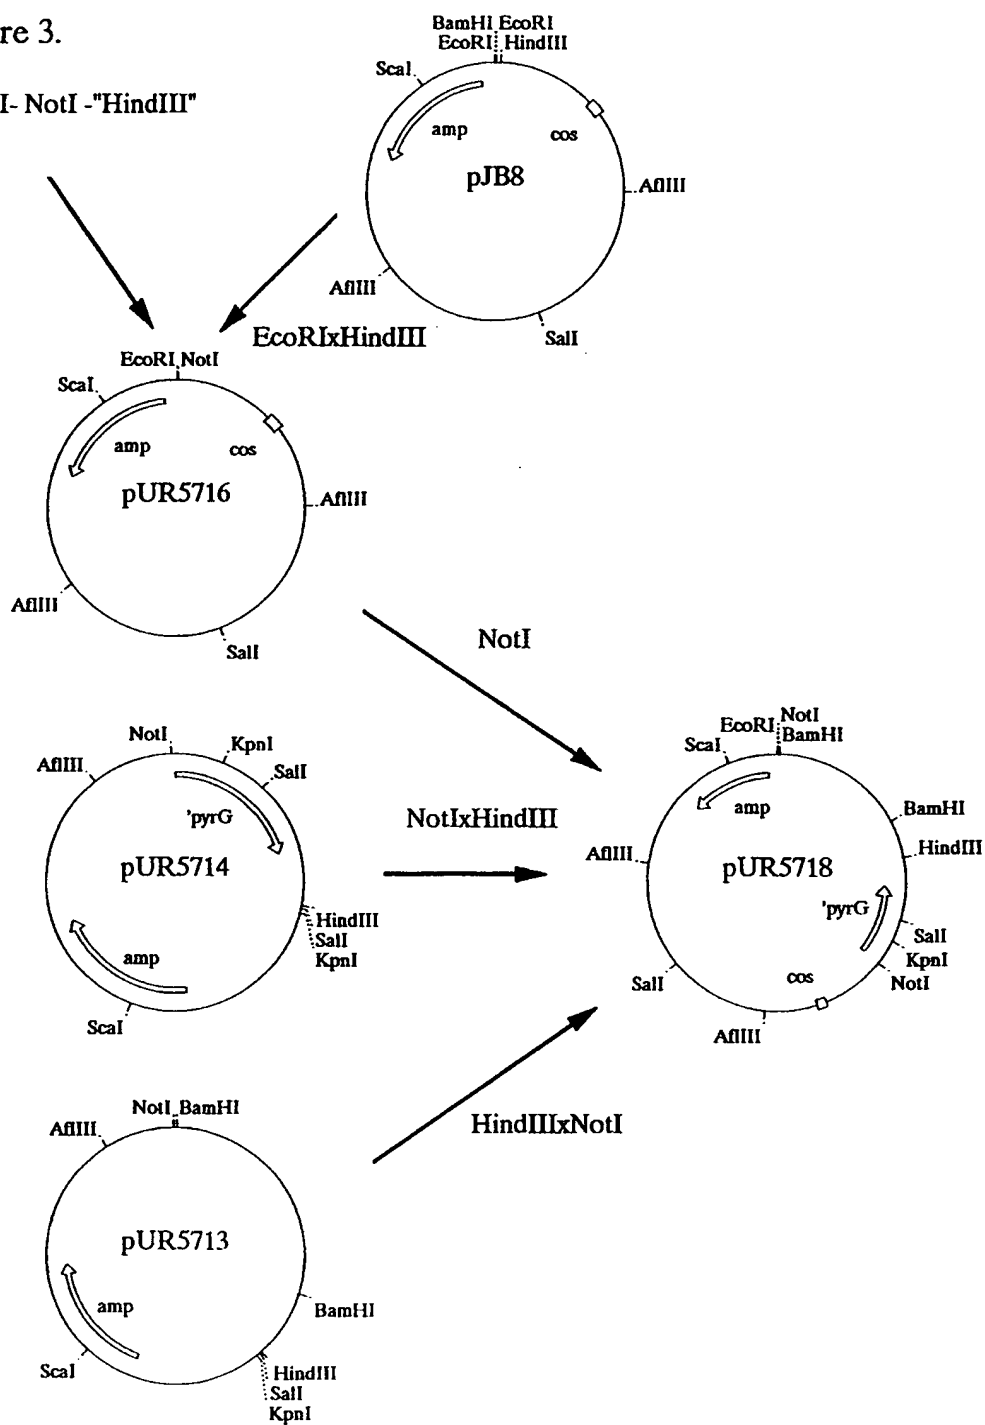 re 3.
I- NotI -"HindIII"
BamHI EcoRI
EcoRI HindIII
ScaI
amp
cos
pJB8
AflIII
AflIII
SalI
EcoRIxHindIII
EcoRI NotI
ScaI
amp
cos
pUR5716
AflIII
AflIII
SalI
NotI
NotI
KpnI
AflIII
SalI
'pyrG
pUR5714
HindIII
SalI
KpnI
amp
ScaI
NotIxHindIII
EcoRI NotI
BamHI
ScaI
amp
BamHI
HindIII
AflIII
pUR5718
'pyrG
SalI
KpnI
NotI
SalI
cos
AflIII
NotI BamHI
AflIII
pUR5713
amp
BamHI
ScaI
HindIII
SalI
KpnI
HindIIIxNotI